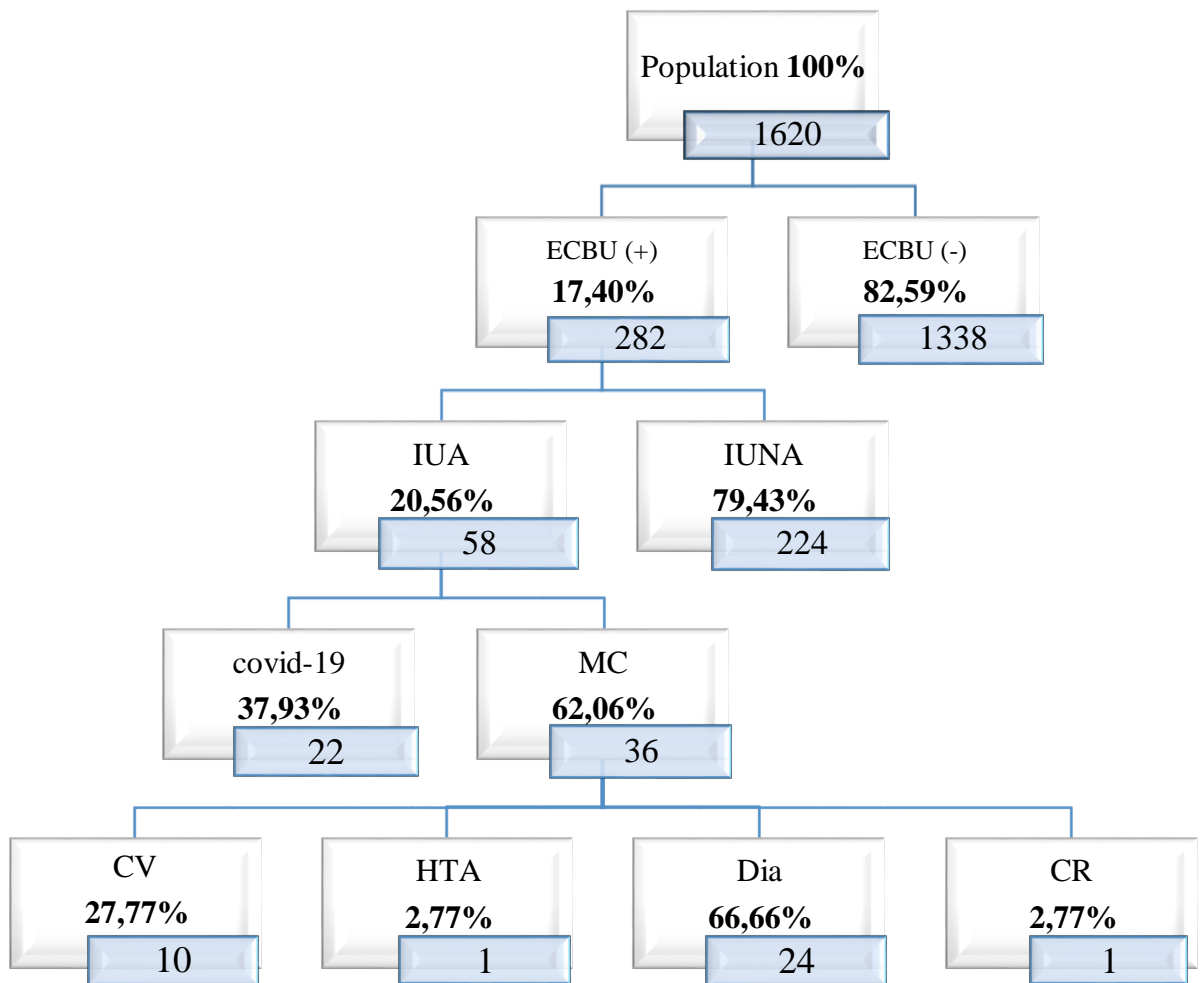 Population 100%
1620
ECBU (+)
17,40%
282
ECBU (-)
82,59%
1338
IUA
20,56%
58
IUNA
79,43%
224
covid-19
37,93%
22
MC
62,06%
36
CV
27,77%
10
HTA
2,77%
1
Dia
66,66%
24
CR
2,77%
1